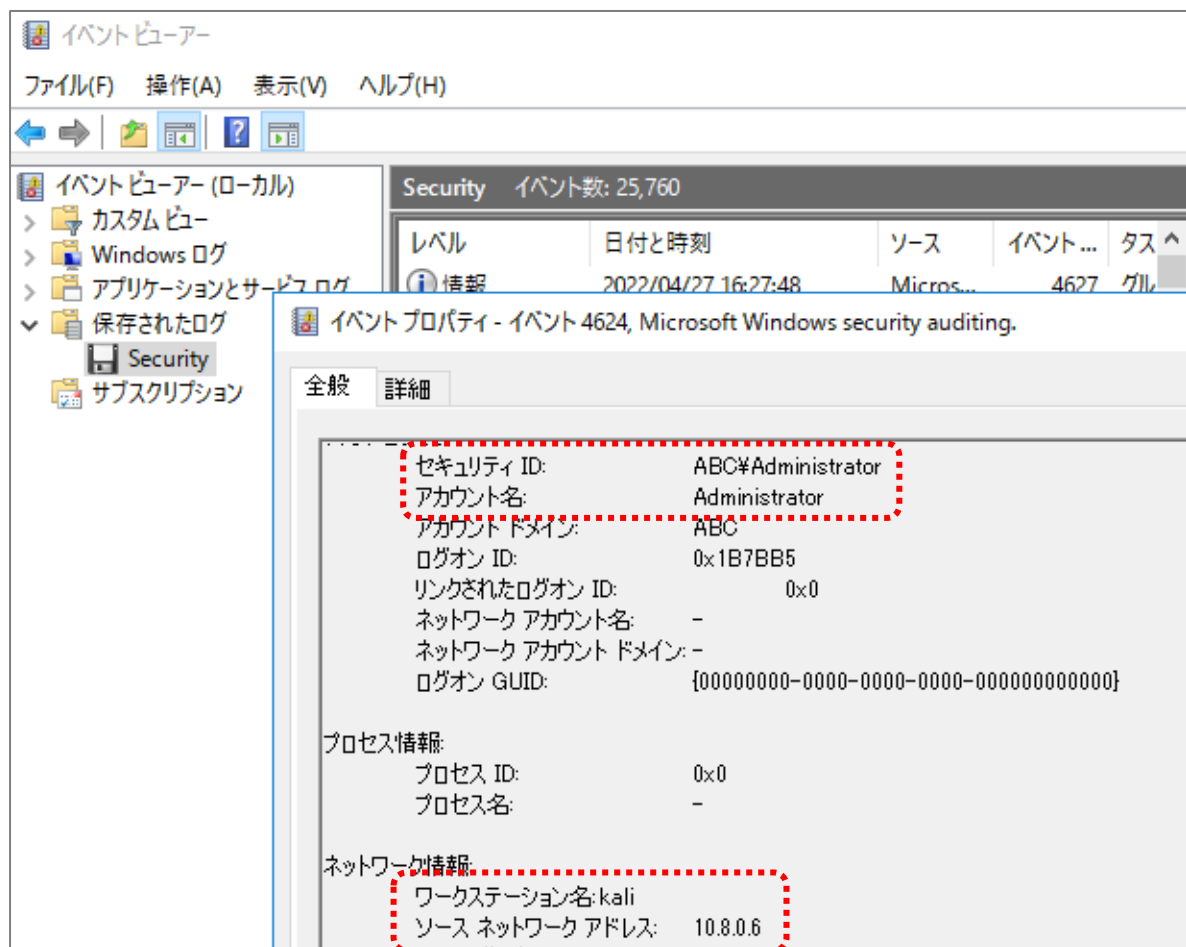 イベント ビューアー
ファイル(F) 操作(A) 表示(V) ヘルプ(H)
イベント ビューアー (ローカル)
カスタム ビュー
Windows ログ
アプリケーションとサービス ログ
保存されたログ
Security
サブスクリプション
Security イベント数: 25,760
レベル 日付と時刻 ソース イベント ... タス
情報 2022/04/27 16:27:48 Micros... 4627 グル
イベント プロパティ - イベント 4624, Microsoft Windows security auditing.
全般 詳細
セキュリティ ID: ABC¥Administrator
アカウント名: Administrator
アカウント ドメイン: ABC
ログオン ID: 0x1B7BB5
リンクされたログオン ID: 0x0
ネットワーク アカウント名: -
ネットワーク アカウント ドメイン: -
ログオン GUID: {00000000-0000-0000-0000-000000000000}
プロセス情報:
プロセス ID: 0x0
プロセス名: -
ネットワーク情報:
ワークステーション名: kali
ソース ネットワーク アドレス: 10.8.0.6